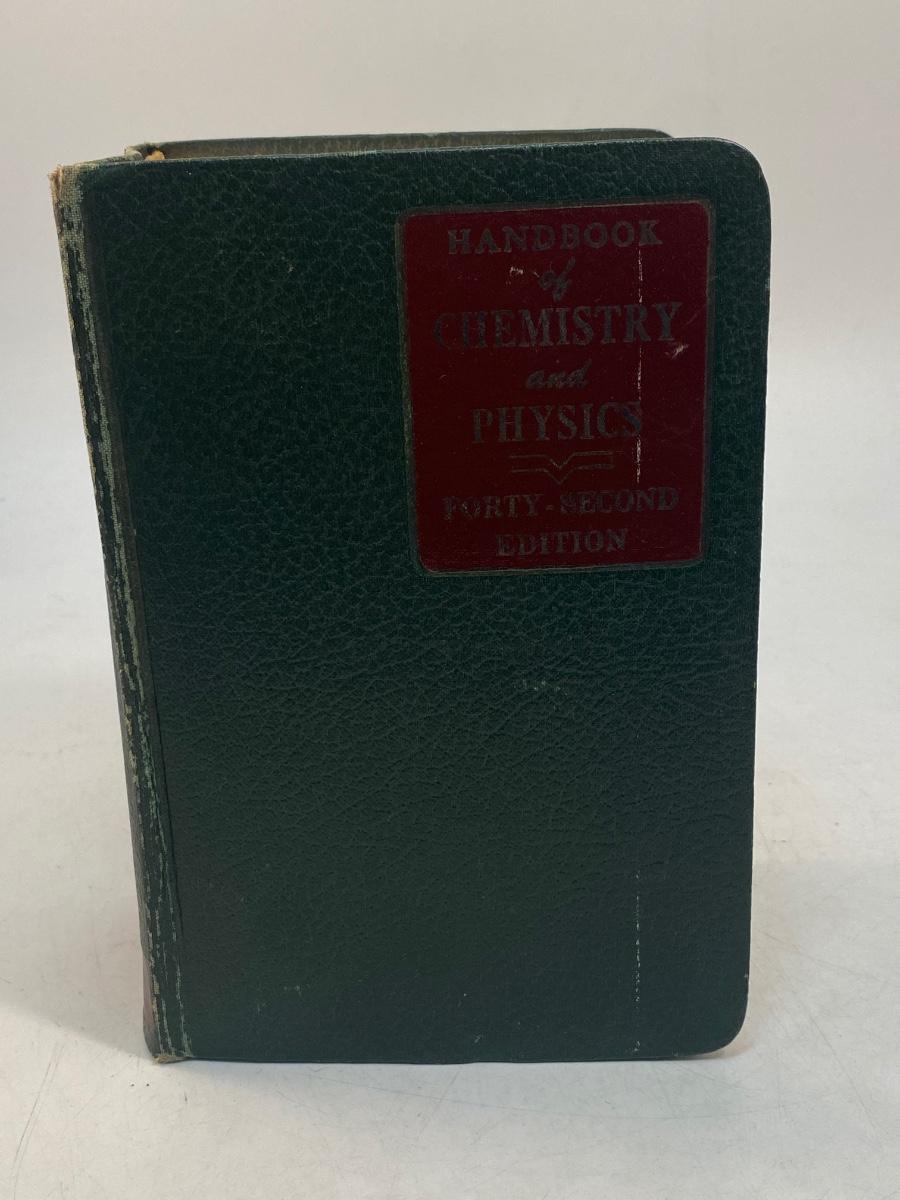 HANDBOOK
of
CHEMISTRY
and
PHYSICS
FORTY-SECOND
EDITION